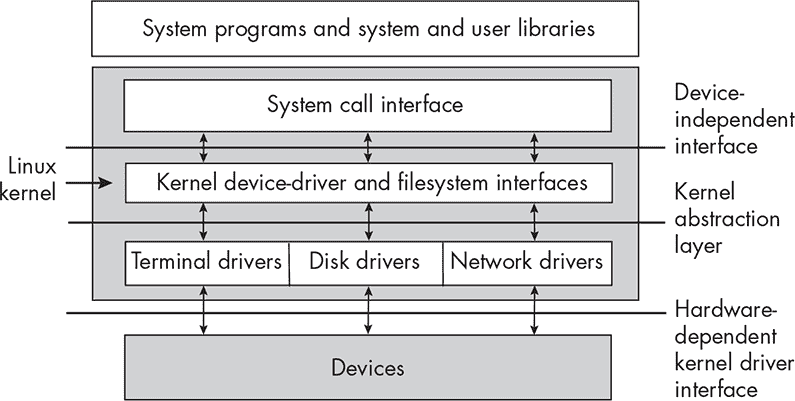 System programs and system and user libraries
System call interface
Device-
independent
interface
Linux
kernel
Kernel device-driver and filesystem interfaces
Kernel
abstraction
layer
Terminal drivers
Disk drivers
Network drivers
Hardware-
dependent
kernel driver
interface
Devices